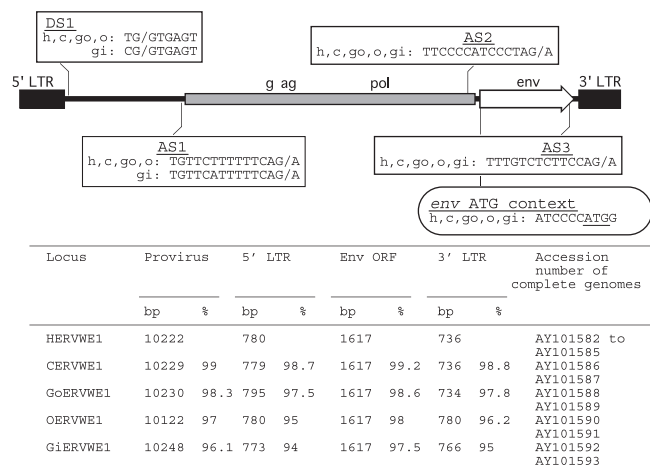 DS1
h,c,go,o: TG/GTGAGT
gi: CG/GTGAGT
AS2
h,c,go,o,gi: TTCCCCATCCCTAG/A
5' LTR
g ag
pol
env
3' LTR
AS1
h,c,go,o: TGTTCTTTTTTCAG/A
gi: TGTTCATTTTTCAG/A
AS3
h,c,go,o,gi: TTTGTCTCTTCCAG/A
env ATG context
h,c,go,o,gi: ATCCCCATGG
Locus Provirus 5' LTR Env ORF 3' LTR Accession
number of
complete genomes
bp % bp % bp % bp %
HERVWE1 10222 780 1617 736 AY101582 to
AY101585
CERVWE1 10229 99 779 98.7 1617 99.2 736 98.8 AY101586
AY101587
GoERVWE1 10230 98.3 795 97.5 1617 98.6 734 97.8 AY101588
AY101589
OERVWE1 10122 97 780 95 1617 98 780 96.2 AY101590
AY101591
GiERVWE1 10248 96.1 773 94 1617 97.5 766 95 AY101592
AY101593